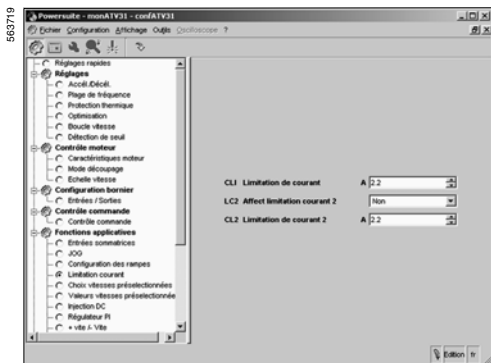 563719
Powersuite - monATV31 - confATV31
Fichier Configuration Affichage Outils Oscilloscope ?
Réglages rapides
Réglages
Accél./Décél.
Plage de fréquence
Protection thermique
Optimisation
Boucle vitesse
Détection de seuil
Contrôle moteur
Caractéristiques moteur
Mode découpage
Echelle vitesse
Configuration bornier
Entrées / Sorties
Contrôle commande
Contrôle commande
Fonctions applicatives
Entrées sommatrices
JOG
Configuration des rampes
Limitation courant
Choix vitesses préselectionnées
Valeurs vitesses préselectionnée
Injection DC
Régulateur PI
+ vite /- Vite
CLI Limitation de courant A 2.2
LC2 Affect limitation courant 2 Non
CL2 Limitation de courant 2 A 2.2
Edition fr